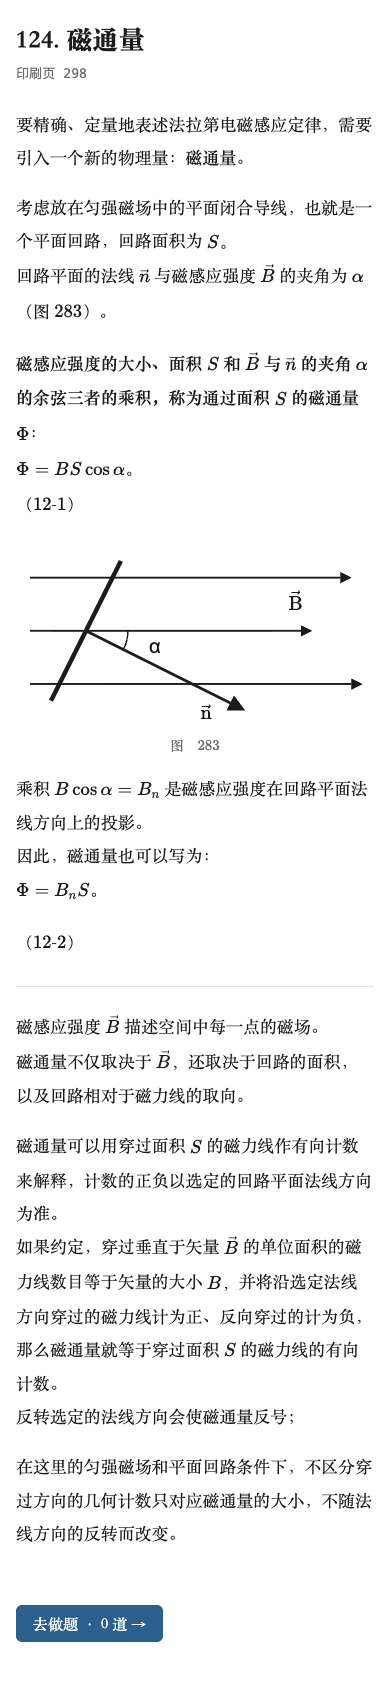 124. 磁通量
印刷页 298
要精确、定量地表述法拉第电磁感应定律，需要
引入一个新的物理量：磁通量。
考虑放在匀强磁场中的平面闭合导线，也就是一
个平面回路，回路面积为 S。
回路平面的法线 n⃗ 与磁感应强度 B⃗ 的夹角为 α
（图 283）。
磁感应强度的大小、面积 S 和 B⃗ 与 n⃗ 的夹角 α
的余弦三者的乘积，称为通过面积 S 的磁通量
Φ：
Φ = BS cos α。
（12-1）
B⃗
α
n⃗
图 283
乘积 B cos α = Bₙ 是磁感应强度在回路平面法
线方向上的投影。
因此，磁通量也可以写为：
Φ = BₙS。
（12-2）
磁感应强度 B⃗ 描述空间中每一点的磁场。
磁通量不仅取决于 B⃗，还取决于回路的面积，
以及回路相对于磁力线的取向。
磁通量可以用穿过面积 S 的磁力线作有向计数
来解释，计数的正负以选定的回路平面法线方向
为准。
如果约定，穿过垂直于矢量 B⃗ 的单位面积的磁
力线数目等于矢量的大小 B，并将沿选定法线
方向穿过的磁力线计为正、反向穿过的计为负，
那么磁通量就等于穿过面积 S 的磁力线的有向
计数。
反转选定的法线方向会使磁通量反号；
在这里的匀强磁场和平面回路条件下，不区分穿
过方向的几何计数只对应磁通量的大小，不随法
线方向的反转而改变。
去做题 · 0 道 →